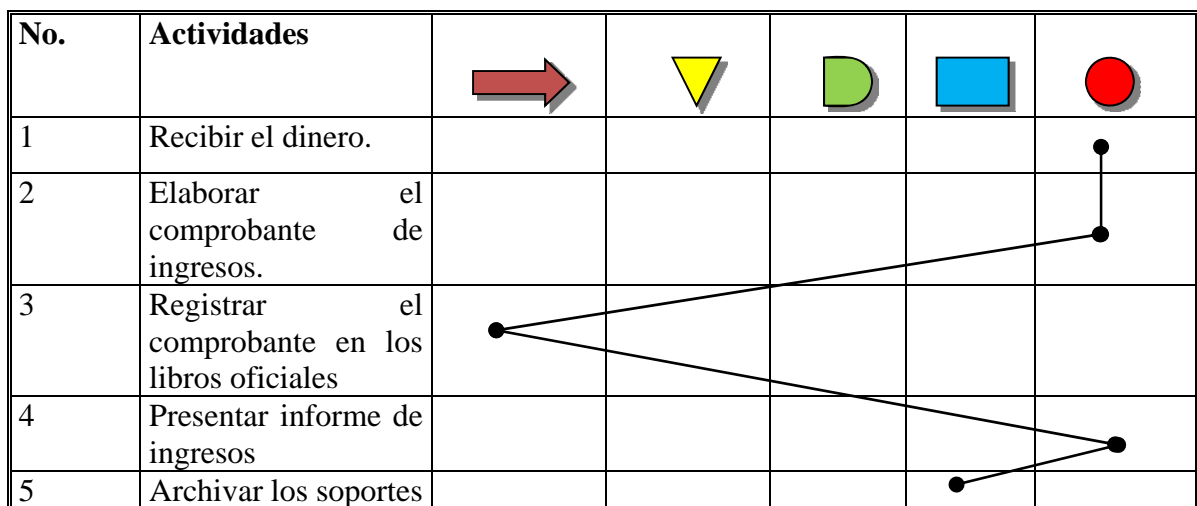 No. Actividades
1 Recibir el dinero.
2 Elaborar el
comprobante de
ingresos.
3 Registrar el
comprobante en los
libros oficiales
4 Presentar informe de
ingresos
5 Archivar los soportes